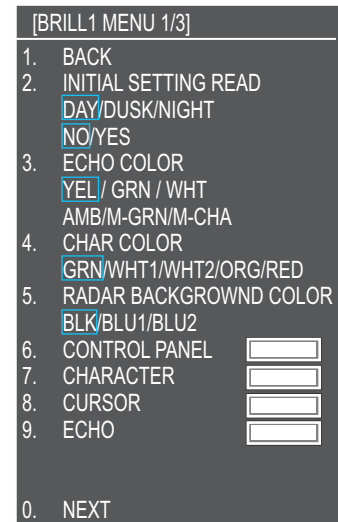 [BRILL1 MENU 1/3]
1. BACK
2. INITIAL SETTING READ
DAY/DUSK/NIGHT
NO/YES
3. ECHO COLOR
YEL / GRN / WHT
AMB/M-GRN/M-CHA
4. CHAR COLOR
GRN/WHT1/WHT2/ORG/RED
5. RADAR BACKGROWND COLOR
BLK/BLU1/BLU2
6. CONTROL PANEL
7. CHARACTER
8. CURSOR
9. ECHO
0. NEXT